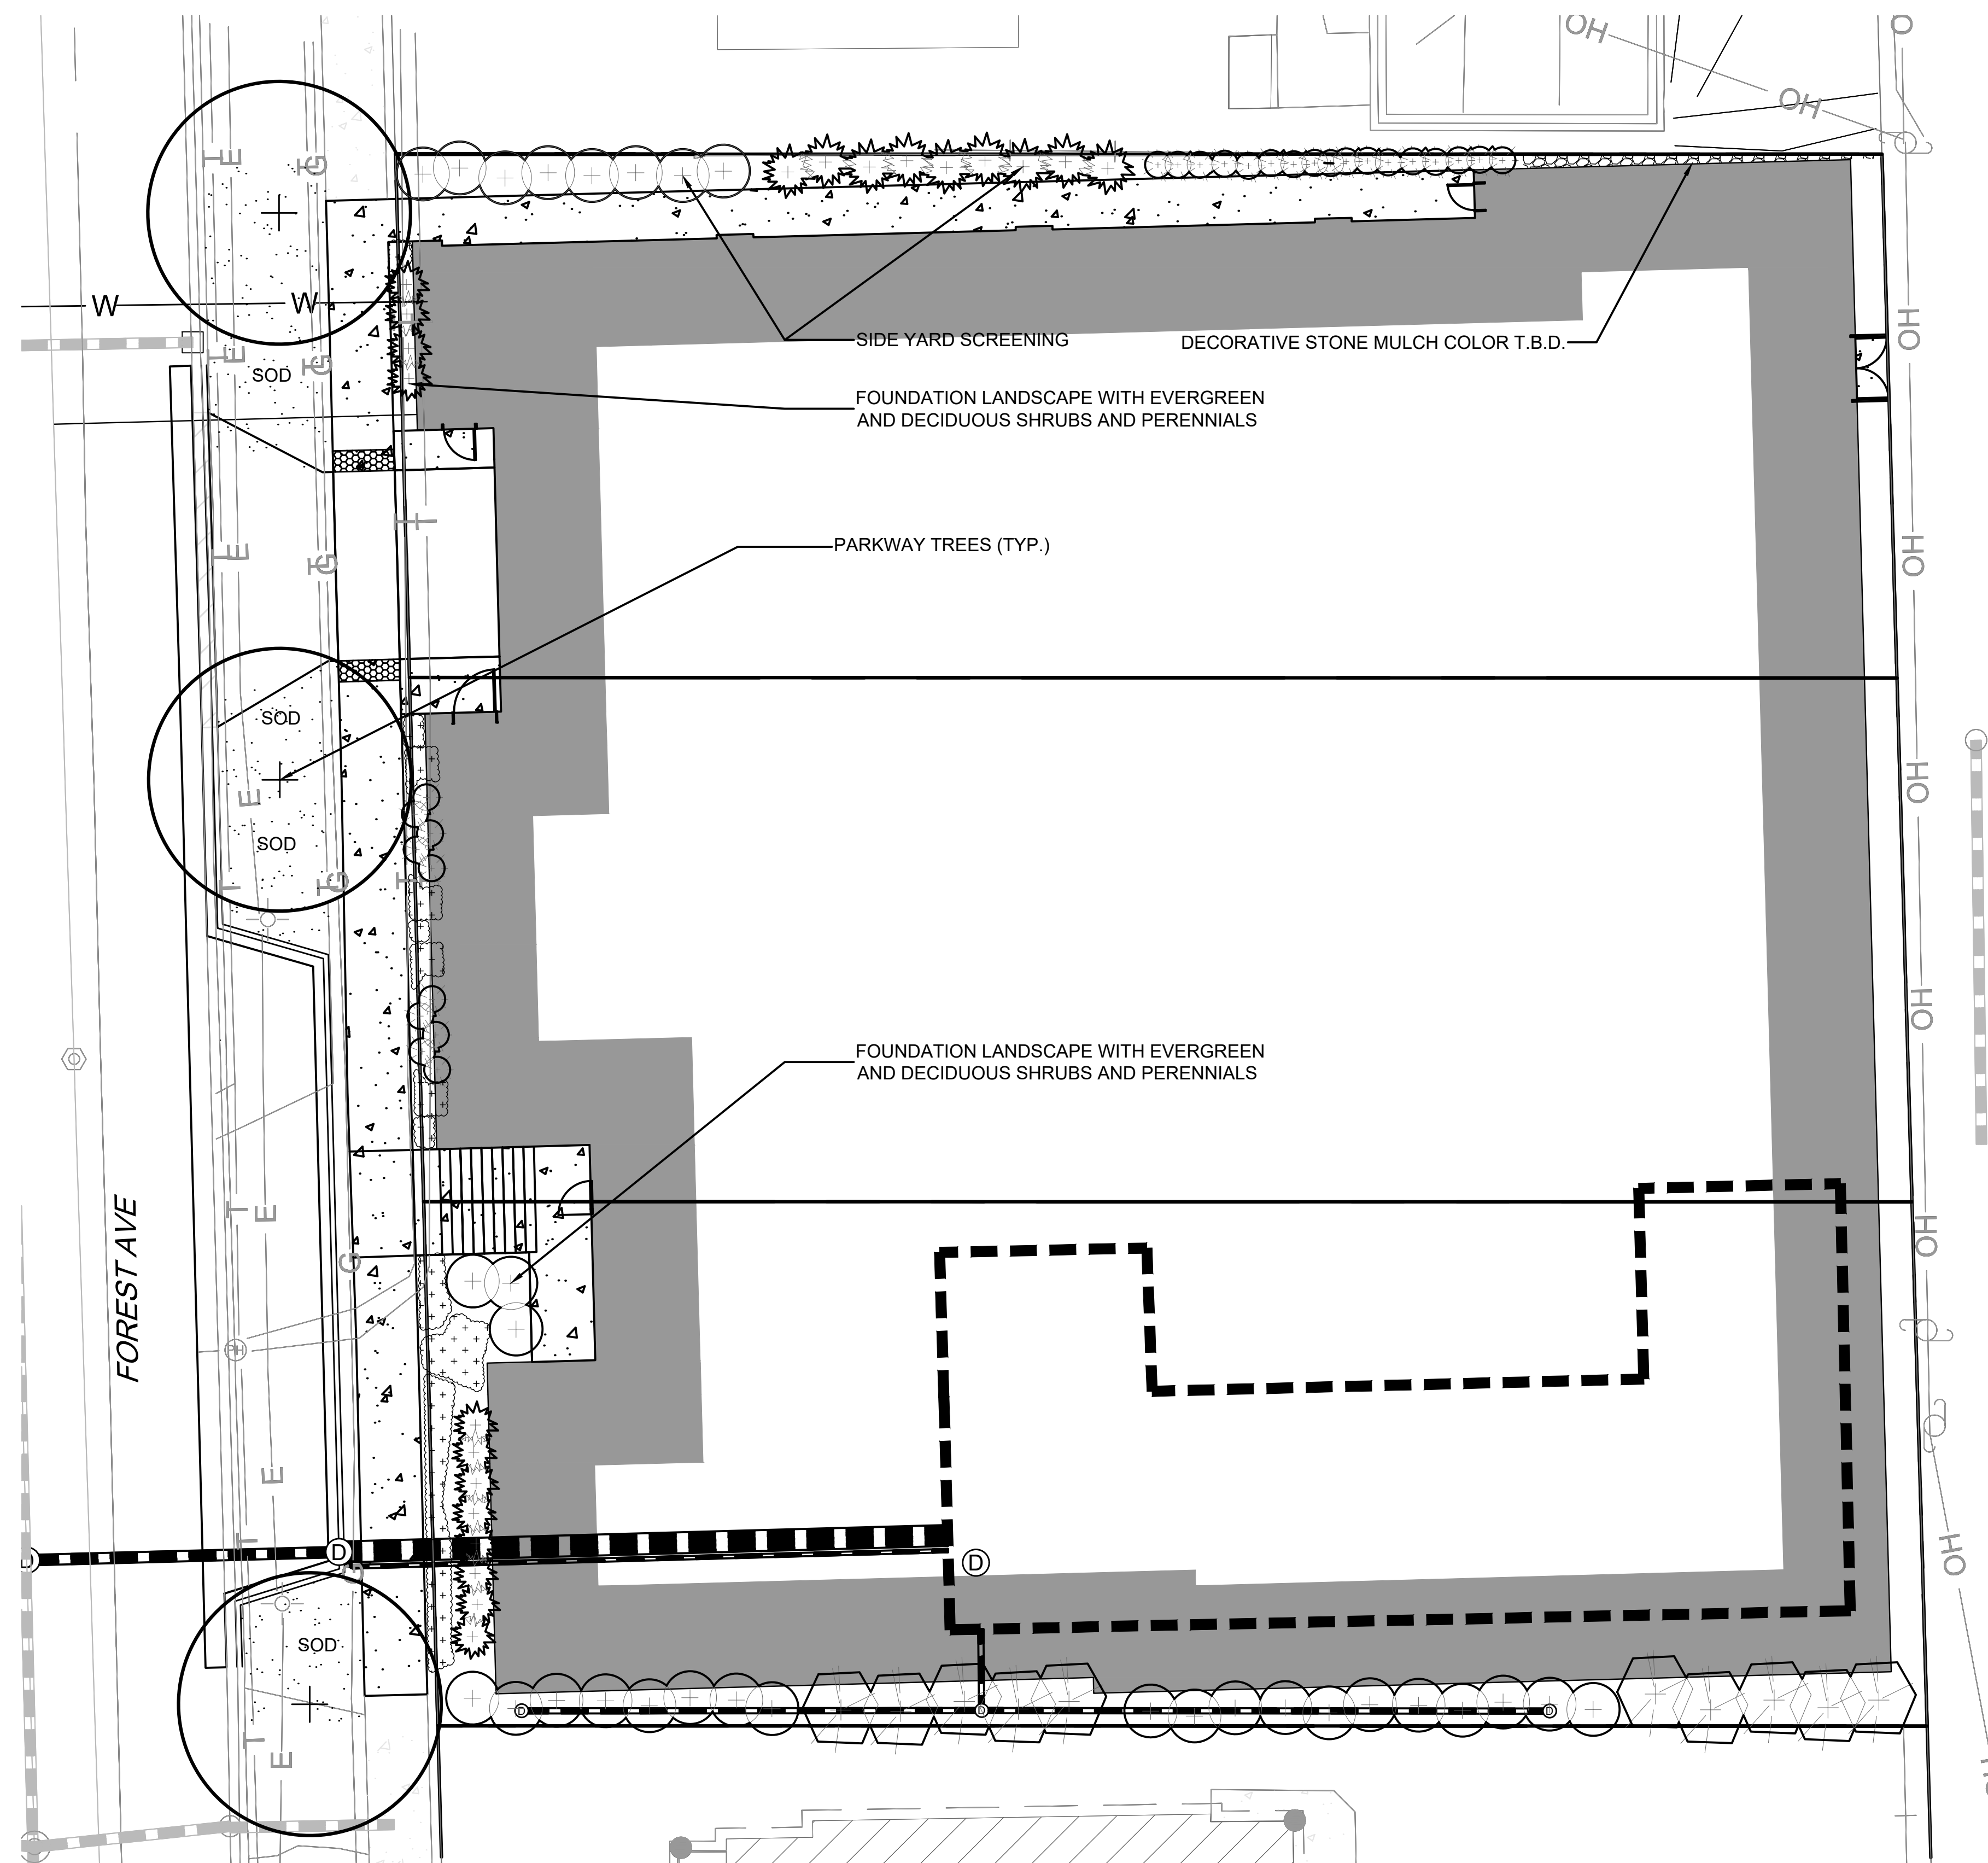 OH
O
OH
T
E
T
G
W
W
OH
SIDE YARD SCREENING
DECORATIVE STONE MULCH COLOR T.B.D.
T
E
T
G
SOD
FOUNDATION LANDSCAPE WITH EVERGREEN
AND DECIDUOUS SHRUBS AND PERENNIALS
T
T
E
T
G
OH
PARKWAY TREES (TYP.)
SOD
E
OH
SOD
T
T
G
T
OH
FOUNDATION LANDSCAPE WITH EVERGREEN
AND DECIDUOUS SHRUBS AND PERENNIALS
T
E
G
OH
FOREST AVE
PH
E
T
D
D
OH
G
SOD
D
D
D
T
E